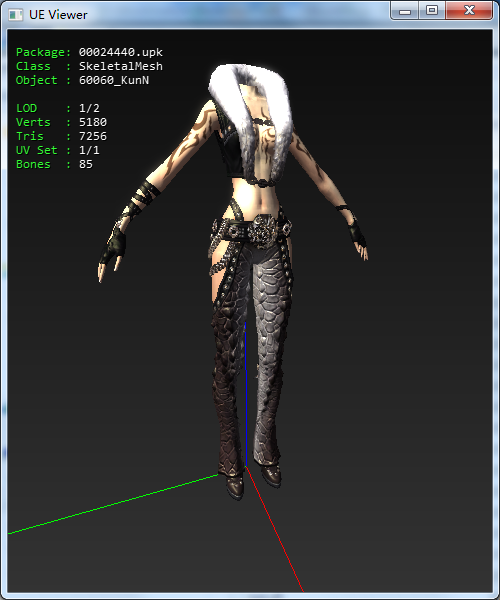 UE Viewer
Package: 00024440.upk
Class : SkeletalMesh
Object : 60060_KunN
LOD : 1/2
Verts : 5180
Tris : 7256
UV Set : 1/1
Bones : 85